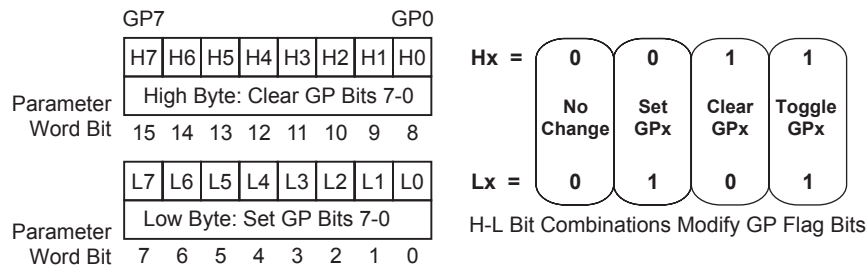 GP7 GP0
H7 H6 H5 H4 H3 H2 H1 H0
High Byte: Clear GP Bits 7-0
Parameter
Word Bit 15 14 13 12 11 10 9 8
L7 L6 L5 L4 L3 L2 L1 L0
Low Byte: Set GP Bits 7-0
Parameter
Word Bit 7 6 5 4 3 2 1 0
Hx = 0 0 1 1
No Set Clear Toggle
Change GPx GPx GPx
Lx = 0 1 0 1
H-L Bit Combinations Modify GP Flag Bits